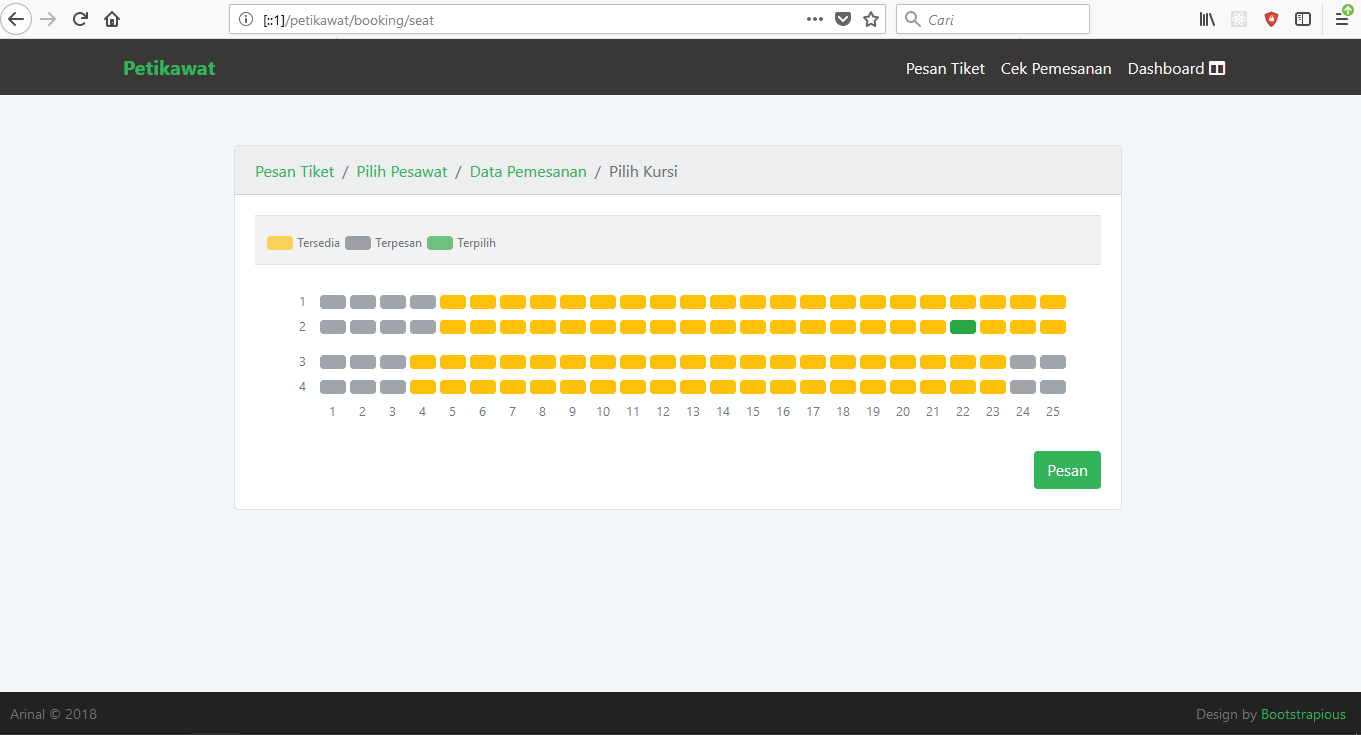 [::1]/petikawat/booking/seat
Cari
Petikawat
Pesan Tiket Cek Pemesanan Dashboard
Pesan Tiket / Pilih Pesawat / Data Pemesanan / Pilih Kursi
Tersedia Terpesan Terpilih
1
2
3
4
1 2 3 4 5 6 7 8 9 10 11 12 13 14 15 16 17 18 19 20 21 22 23 24 25
Pesan
Arinal © 2018
Design by Bootstrapious